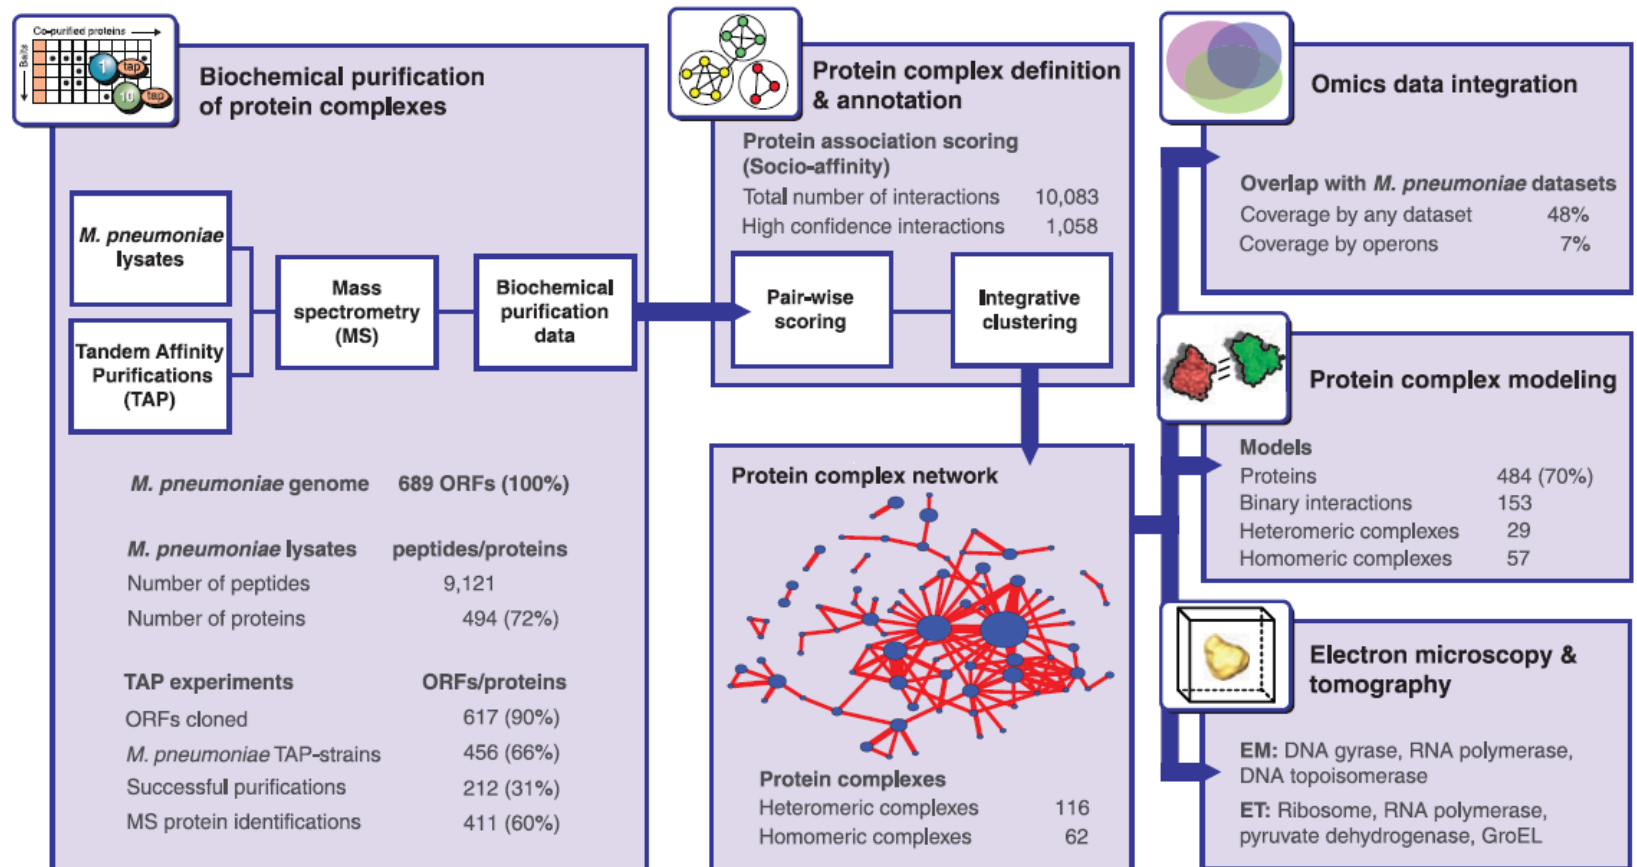 Co-purified proteins
Baits
1
tap
10
tap
Biochemical purification
of protein complexes
M. pneumoniae
lysates
Tandem Affinity
Purifications
(TAP)
Mass
spectrometry
(MS)
Biochemical
purification
data
M. pneumoniae genome 689 ORFs (100%)
M. pneumoniae lysates peptides/proteins
Number of peptides 9,121
Number of proteins 494 (72%)
TAP experiments ORFs/proteins
ORFs cloned 617 (90%)
M. pneumoniae TAP-strains 456 (66%)
Successful purifications 212 (31%)
MS protein identifications 411 (60%)
Protein complex definition
& annotation
Protein association scoring
(Socio-affinity)
Total number of interactions 10,083
High confidence interactions 1,058
Pair-wise
scoring
Integrative
clustering
Protein complex network
Protein complexes
Heteromeric complexes 116
Homomeric complexes 62
Omics data integration
Overlap with M. pneumoniae datasets
Coverage by any dataset 48%
Coverage by operons 7%
Protein complex modeling
Models
Proteins 484 (70%)
Binary interactions 153
Heteromeric complexes 29
Homomeric complexes 57
Electron microscopy &
tomography
EM: DNA gyrase, RNA polymerase,
DNA topoisomerase
ET: Ribosome, RNA polymerase,
pyruvate dehydrogenase, GroEL